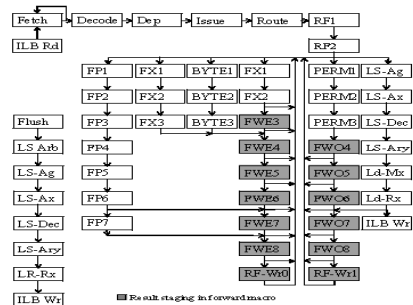 Fetch Decode Dep Issue Route RF1
ILB Rd RF2
FP1 FX1 BYTE1 FX1 PERM1 LS-Ag
FP2 FX2 BYTE2 FX2 PERM2 LS-Ax
Flush FP3 FX3 BYTE3 FWE3 PERM3 LS-Dec
LS Arb FP4 FWE4 FWO4 LS-Ary
LS-Ag FP5 FWE5 FWO5 Ld-Mx
LS-Ax FP6 FWE6 FWO6 Ld-Rx
LS-Dec FP7 FWE7 FWO7 ILB Wr
LS-Ary FWE8 FWO8
LR-Rx RF-Wr0 RF-Wr1
ILB Wr Result staging in forward macro